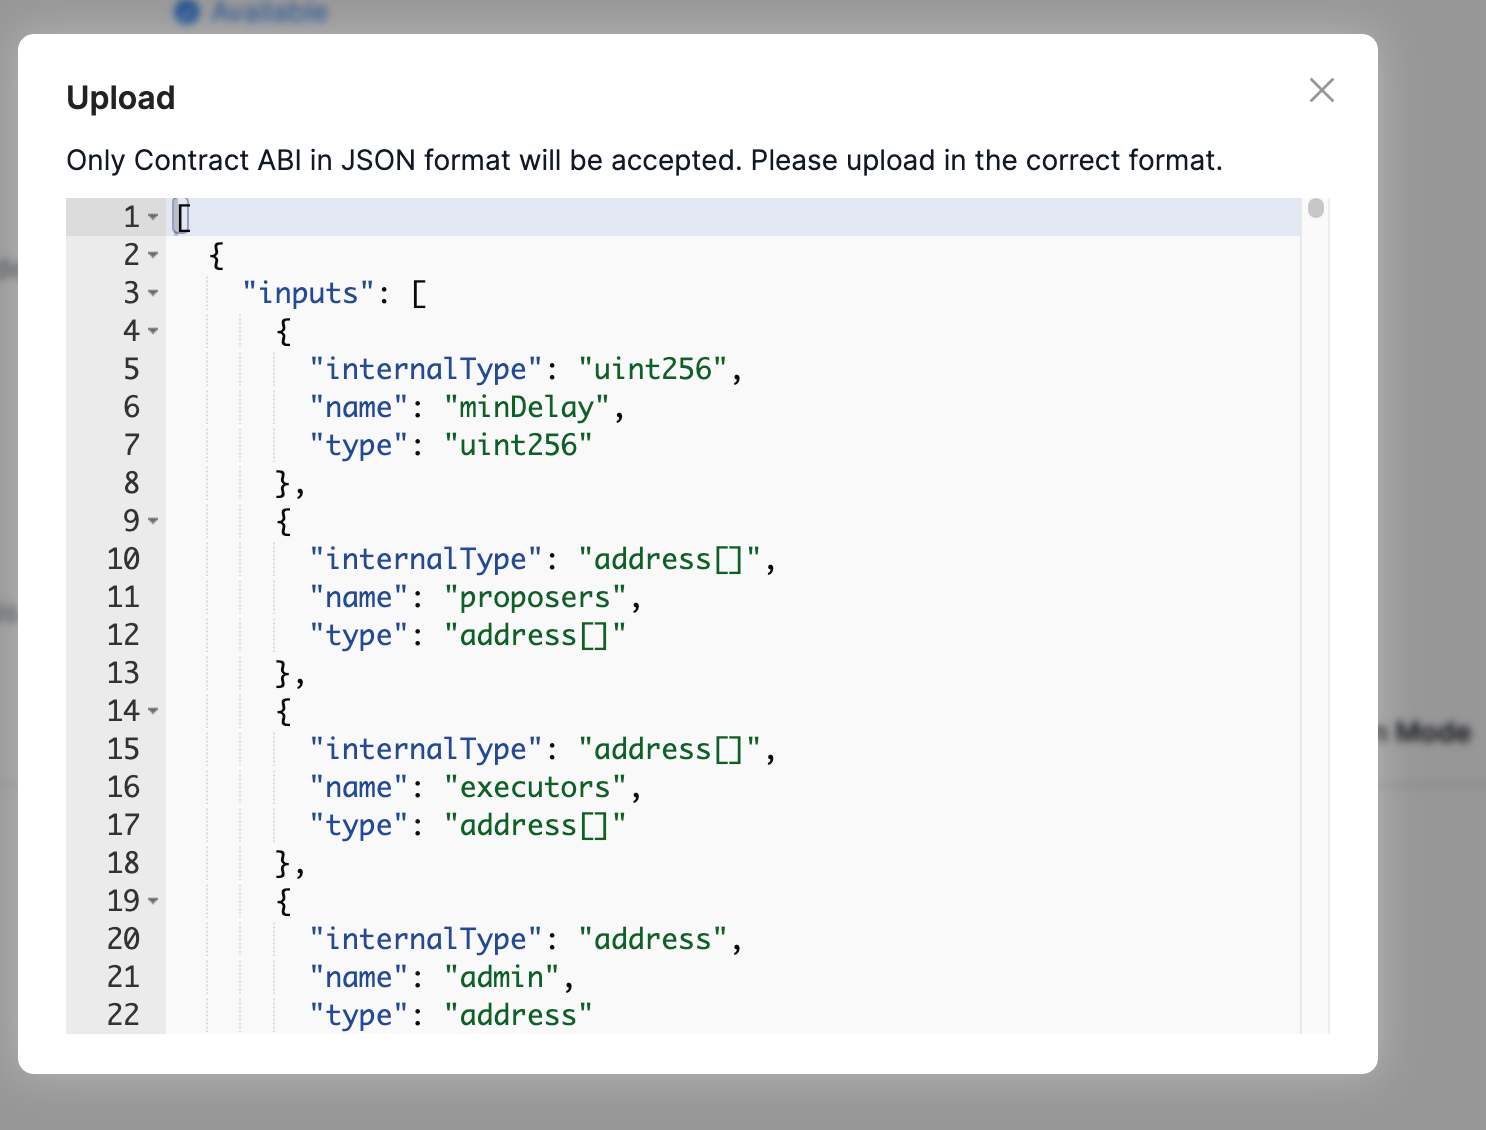 Available
Upload
Only Contract ABI in JSON format will be accepted. Please upload in the correct format.
1 [
2 {
3 "inputs": [
4 {
5 "internalType": "uint256",
6 "name": "minDelay",
7 "type": "uint256"
8 },
9 {
10 "internalType": "address[]",
11 "name": "proposers",
12 "type": "address[]"
13 },
14 {
15 "internalType": "address[]",
16 "name": "executors",
17 "type": "address[]"
18 },
19 {
20 "internalType": "address",
21 "name": "admin",
22 "type": "address"
Mode